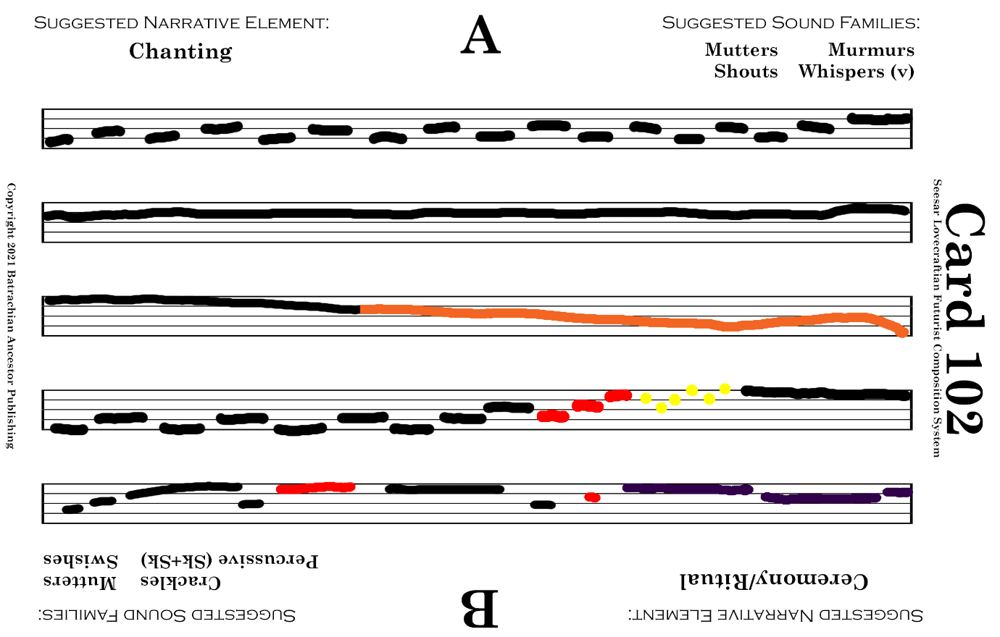 Suggested Narrative Element:
Chanting
A
Suggested Sound Families:
Mutters Murmurs
Shouts Whispers (v)
Copyright 2021 Batrachian Ancestor Publishing
Card 102
Seesar Lovecraftian Futurist Composition System
B
Suggested Narrative Element:
Ceremony/Ritual
Suggested Sound Families:
Crackles Mutters
Percussive (Sk+Sk) Swishes